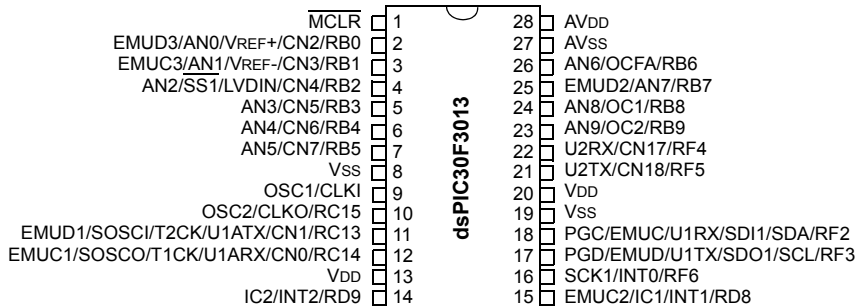 MCLR 1 28 AVDD
EMUD3/AN0/VREF+/CN2/RB0 2 27 AVSS
EMUC3/AN1/VREF-/CN3/RB1 3 26 AN6/OCFA/RB6
AN2/SS1/LVDIN/CN4/RB2 4 25 EMUD2/AN7/RB7
AN3/CN5/RB3 5 24 AN8/OC1/RB8
AN4/CN6/RB4 6 23 AN9/OC2/RB9
AN5/CN7/RB5 7 22 U2RX/CN17/RF4
VSS 8 21 U2TX/CN18/RF5
OSC1/CLKI 9 20 VDD
OSC2/CLKO/RC15 10 19 VSS
EMUD1/SOSCI/T2CK/U1ATX/CN1/RC13 11 18 PGC/EMUC/U1RX/SDI1/SDA/RF2
EMUC1/SOSCO/T1CK/U1ARX/CN0/RC14 12 17 PGD/EMUD/U1TX/SDO1/SCL/RF3
VDD 13 16 SCK1/INT0/RF6
IC2/INT2/RD9 14 15 EMUC2/IC1/INT1/RD8
dsPIC30F3013